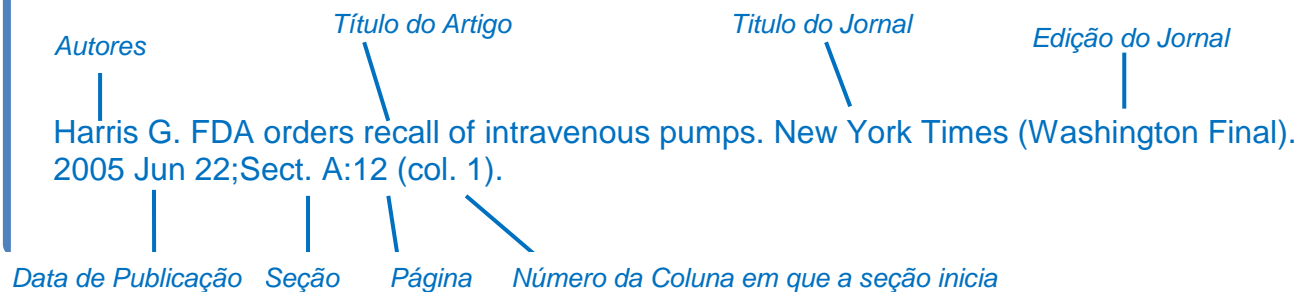 Autores Título do Artigo Titulo do Jornal Edição do Jornal
Harris G. FDA orders recall of intravenous pumps. New York Times (Washington Final).
2005 Jun 22;Sect. A:12 (col. 1).
Data de Publicação Seção Página Número da Coluna em que a seção inicia